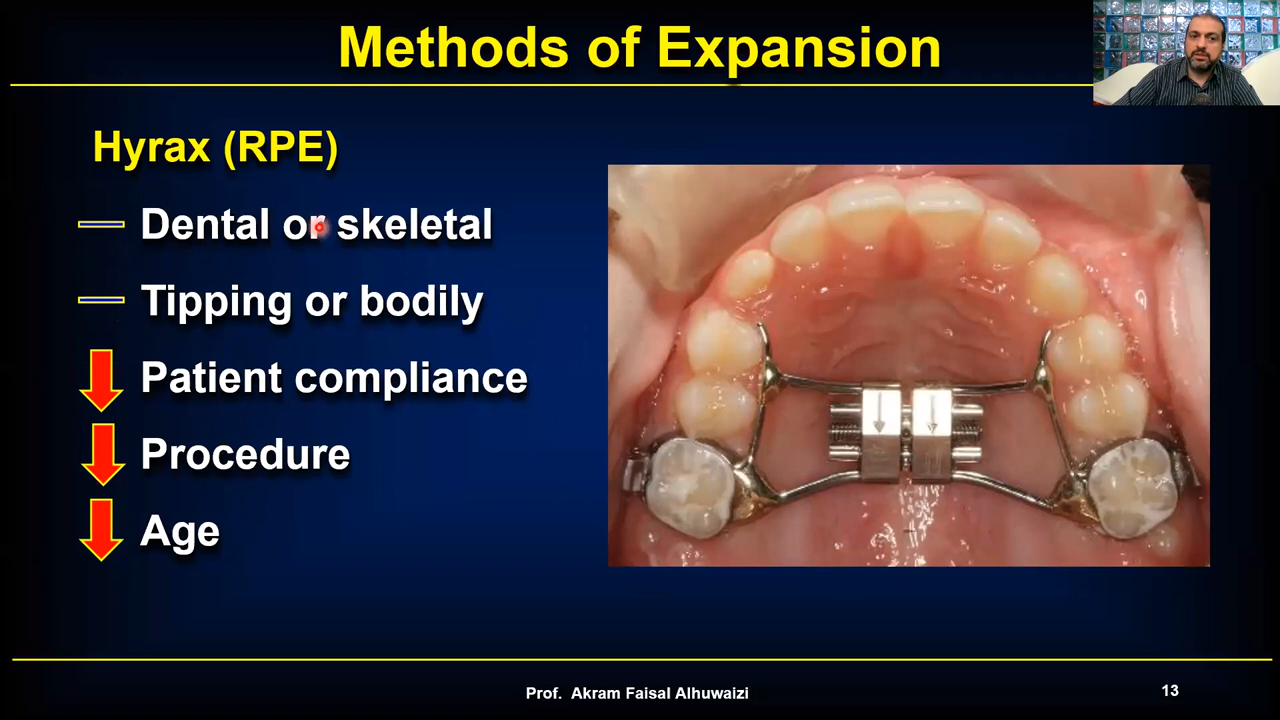 Methods of Expansion
Hyrax (RPE)
Dental or skeletal
Tipping or bodily
Patient compliance
Procedure
Age
Prof. Akram Faisal Alhuwaizi
13